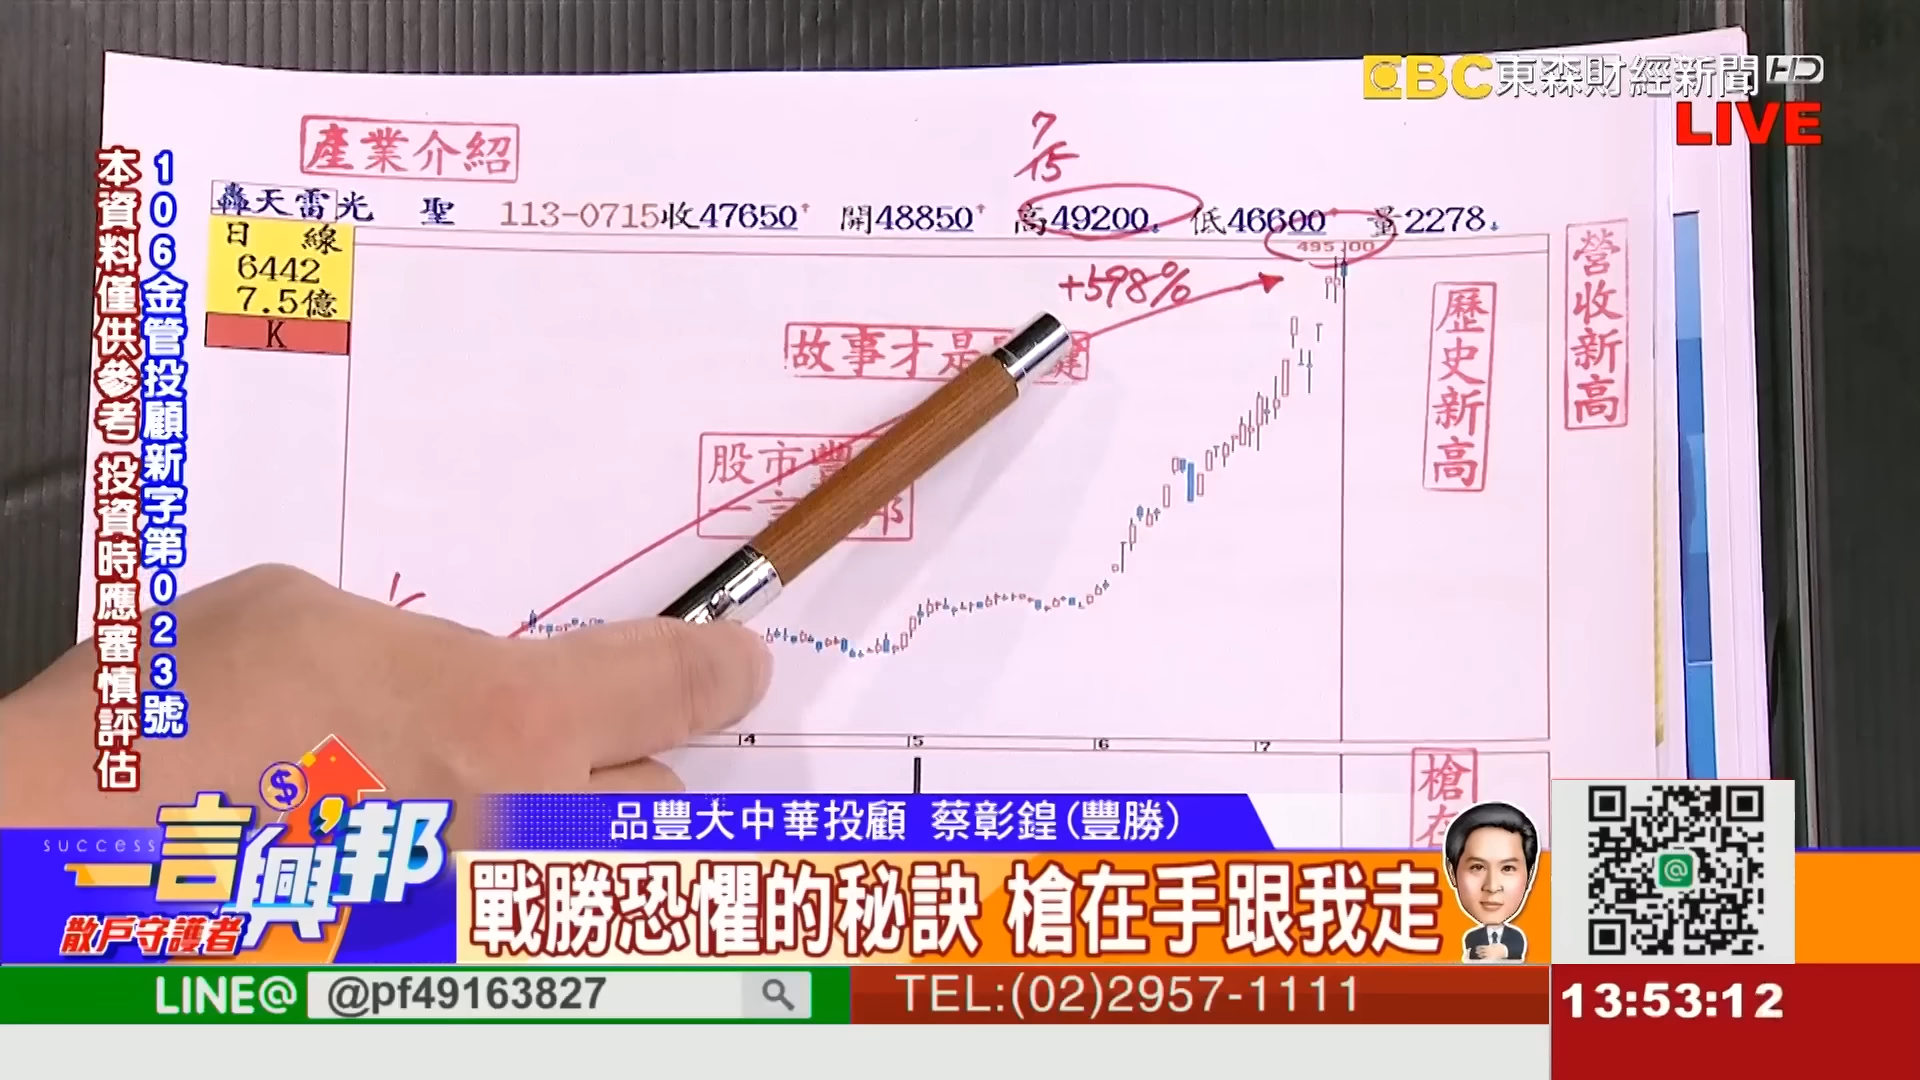 EBC 東森財經新聞 HD
LIVE
106金管投顧新字第023號
本資料僅供參考 投資時應審慎評估
產業介紹
7/15
轟天雷光 聖 113-0715收47650 開48850 高49200 低46600 量2278
日 線
6442
7.5億
K
495.00
+598%
故事才是
鍵
股市豐
一言
邦
歷史新高
營收新高
4 5 6 7
槍在
success
$
一言興邦
散戶守護者
品豐大中華投顧 蔡彰鍠(豐勝)
戰勝恐懼的秘訣 槍在手跟我走
LINE@ @pf49163827
TEL:(02)2957-1111
13:53:12